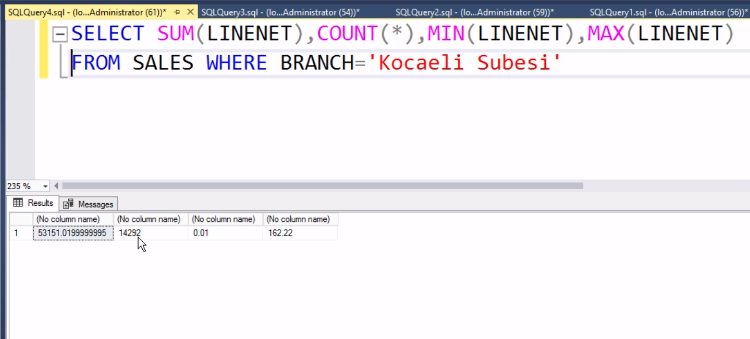 SQLQuery4.sql - (lo...Administrator (61))* SQLQuery3.sql - (lo...Administrator (54))* SQLQuery2.sql - (lo...Administrator (59))* SQLQuery1.sql - (lo...Administrator (56))*
SELECT SUM(LINENET),COUNT(*),MIN(LINENET),MAX(LINENET)
FROM SALES WHERE BRANCH='Kocaeli Subesi'
235 %
Results Messages
(No column name) (No column name) (No column name) (No column name)
1 53151.0199999995 14292 0.01 162.22